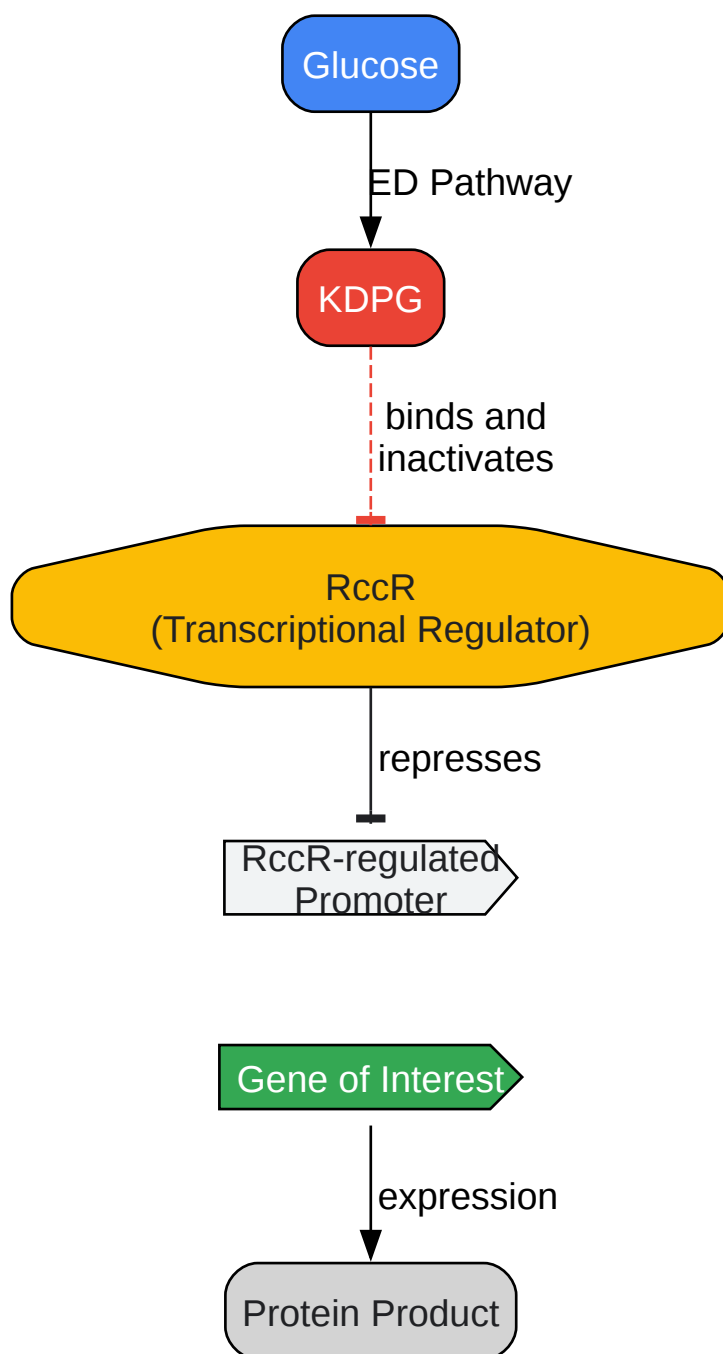 Glucose
ED Pathway
KDPG
binds and
inactivates
RccR
(Transcriptional Regulator)
represses
RccR-regulated
Promoter
Gene of Interest
expression
Protein Product